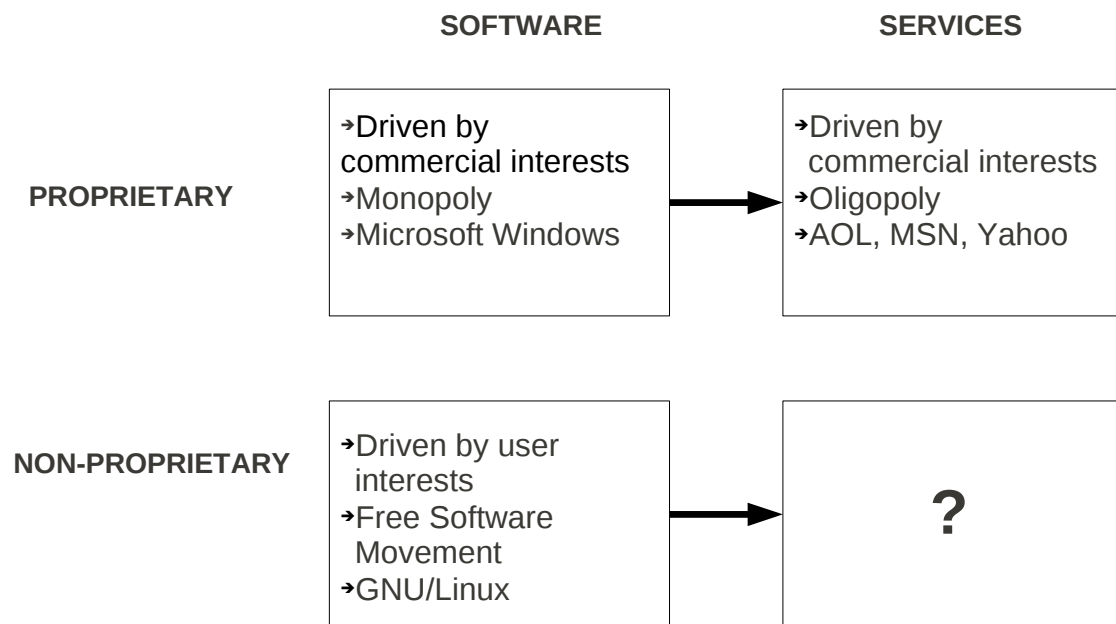 SOFTWARE SERVICES
PROPRIETARY
➔Driven by
commercial interests
➔Monopoly
➔Microsoft Windows
➔Driven by
commercial interests
➔Oligopoly
➔AOL, MSN, Yahoo
NON-PROPRIETARY
➔Driven by user
interests
➔Free Software
Movement
➔GNU/Linux
?